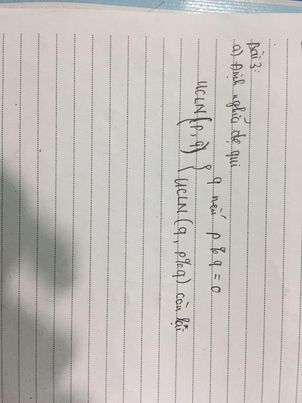 Bài 3:
a) Định nghĩa đệ qui
UCLN(p,q) { q nếu p % q = 0
UCLN (q, p%q) còn lại